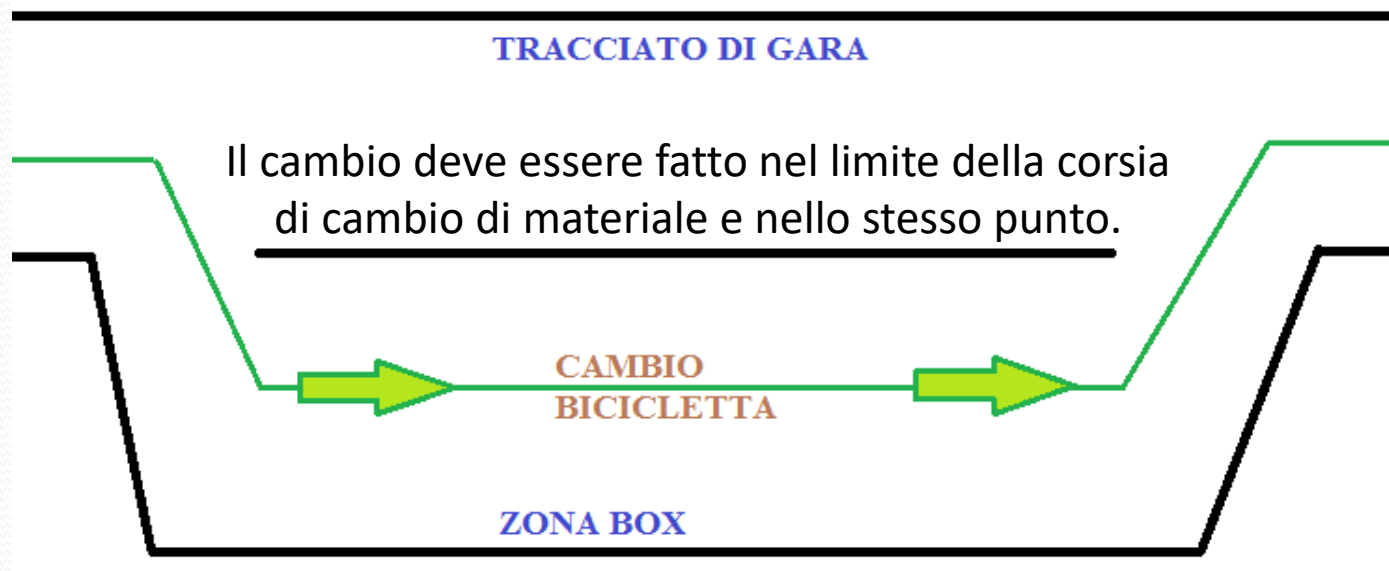 TRACCIATO DI GARA
Il cambio deve essere fatto nel limite della corsia
di cambio di materiale e nello stesso punto.
CAMBIO
BICICLETTA
ZONA BOX